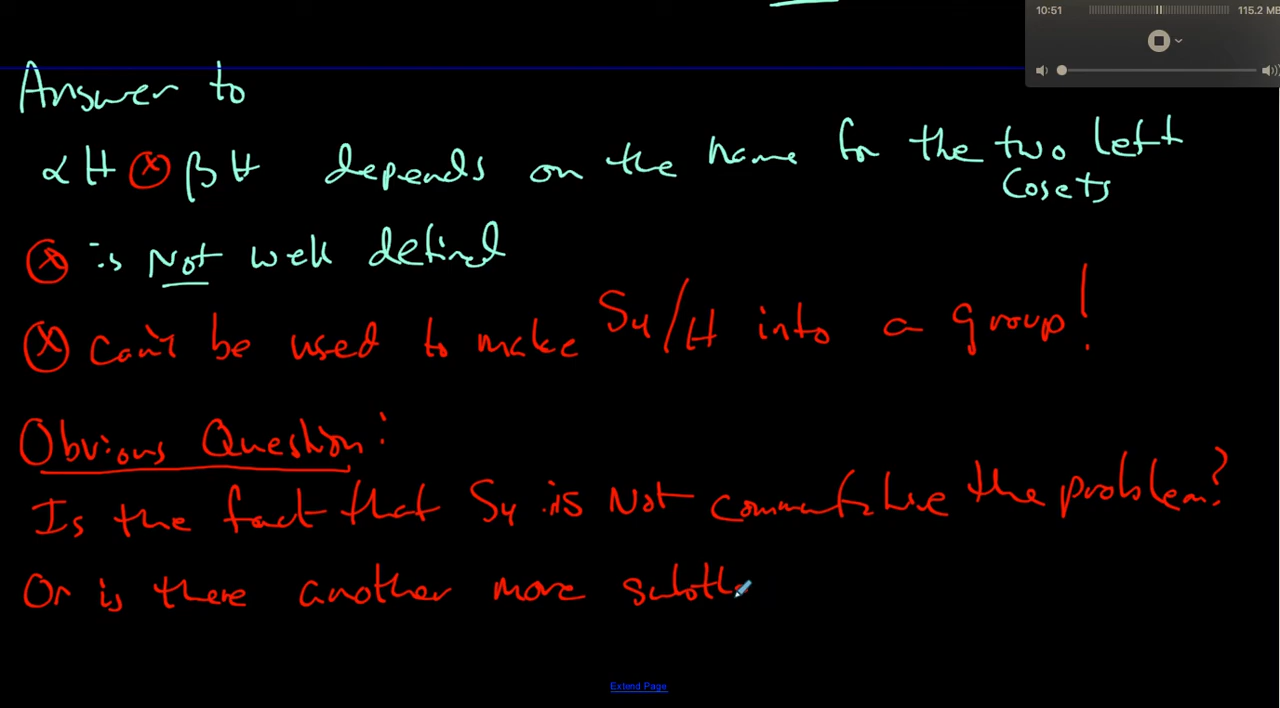 10:51 115.2 MB
Answer to
αH ⊗ βH depends on the name for the two left
Cosets
⊗ is Not well defined
⊗ can't be used to make S4/H into a group!
Obvious Question:
Is the fact that S4 is Not commutative the problem?
Or is there another more subtle
Extend Page